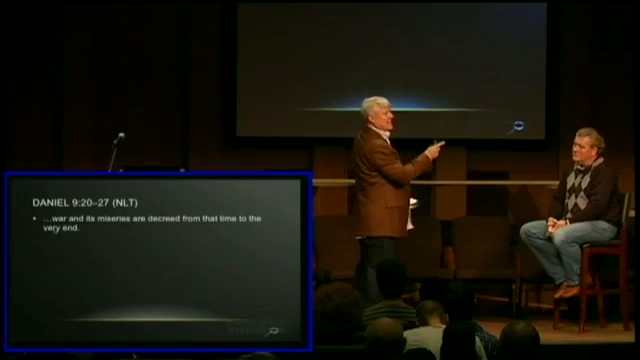 DANIEL 9:20–27 (NLT)
• …war and its miseries are decreed from that time to the
very end.